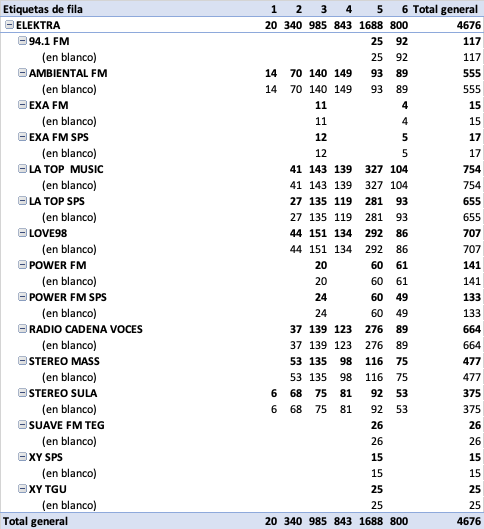 Etiquetas de fila 1 2 3 4 5 6 Total general
ELEKTRA 20 340 985 843 1688 800 4676
94.1 FM 25 92 117
(en blanco) 25 92 117
AMBIENTAL FM 14 70 140 149 93 89 555
(en blanco) 14 70 140 149 93 89 555
EXA FM 11 4 15
(en blanco) 11 4 15
EXA FM SPS 12 5 17
(en blanco) 12 5 17
LA TOP MUSIC 41 143 139 327 104 754
(en blanco) 41 143 139 327 104 754
LA TOP SPS 27 135 119 281 93 655
(en blanco) 27 135 119 281 93 655
LOVE98 44 151 134 292 86 707
(en blanco) 44 151 134 292 86 707
POWER FM 20 60 61 141
(en blanco) 20 60 61 141
POWER FM SPS 24 60 49 133
(en blanco) 24 60 49 133
RADIO CADENA VOCES 37 139 123 276 89 664
(en blanco) 37 139 123 276 89 664
STEREO MASS 53 135 98 116 75 477
(en blanco) 53 135 98 116 75 477
STEREO SULA 6 68 75 81 92 53 375
(en blanco) 6 68 75 81 92 53 375
SUAVE FM TEG 26 26
(en blanco) 26 26
XY SPS 15 15
(en blanco) 15 15
XY TGU 25 25
(en blanco) 25 25
Total general 20 340 985 843 1688 800 4676